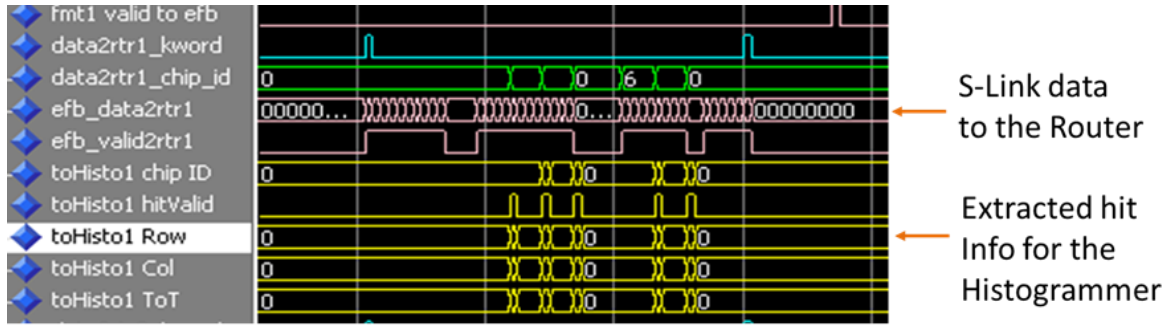 fmt1 valid to efb
data2rtr1_kword
data2rtr1_chip_id 0 0 6 0
efb_data2rtr1 00000... 0... 00000000
efb_valid2rtr1
toHisto1 chip ID 0 0 0
toHisto1 hitValid
toHisto1 Row 0 0 0
toHisto1 Col 0 0 0
toHisto1 ToT 0 0 0
S-Link data
to the Router
Extracted hit
Info for the
Histogrammer